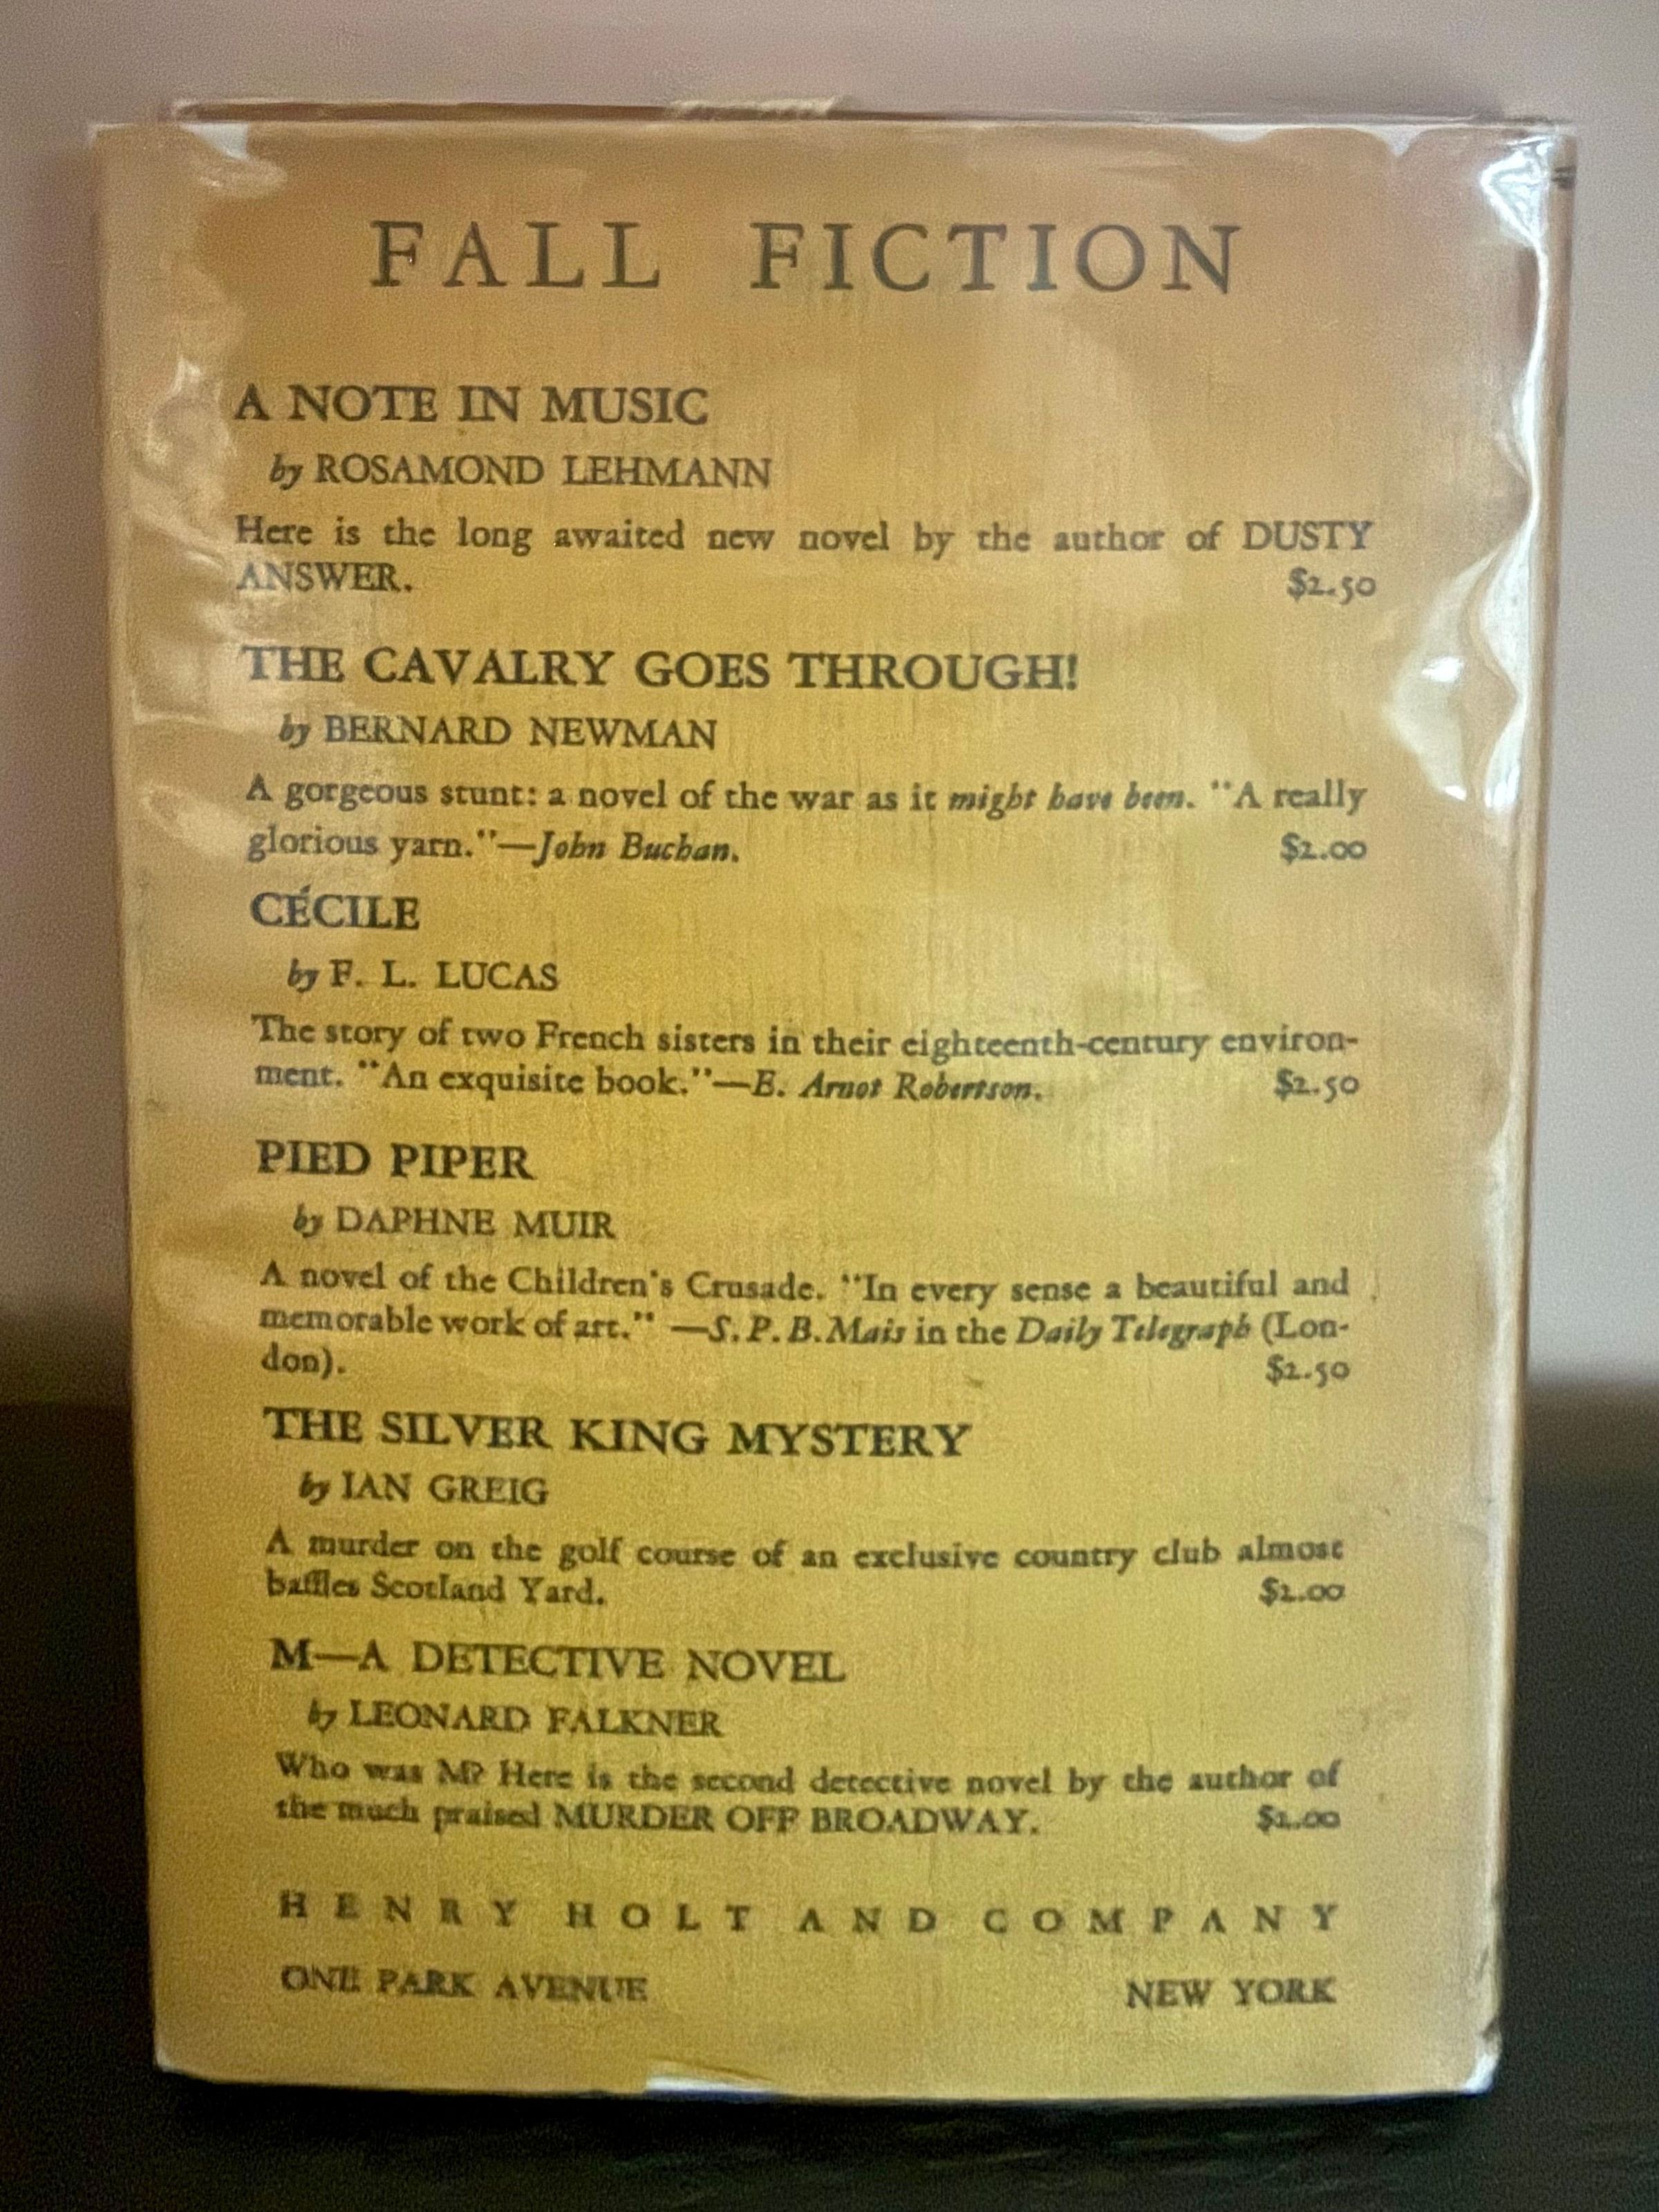 FALL FICTION
A NOTE IN MUSIC
by ROSAMOND LEHMANN
Here is the long awaited new novel by the author of DUSTY
ANSWER. $2.50
THE CAVALRY GOES THROUGH!
by BERNARD NEWMAN
A gorgeous stunt: a novel of the war as it might have been. "A really
glorious yarn."—John Buchan. $2.00
CÉCILE
by F. L. LUCAS
The story of two French sisters in their eighteenth-century environ-
ment. "An exquisite book."—E. Arnot Robertson. $2.50
PIED PIPER
by DAPHNE MUIR
A novel of the Children's Crusade. "In every sense a beautiful and
memorable work of art." —S. P. B. Mais in the Daily Telegraph (Lon-
don). $2.50
THE SILVER KING MYSTERY
by IAN GREIG
A murder on the golf course of an exclusive country club almost
baffles Scotland Yard. $2.00
M—A DETECTIVE NOVEL
by LEONARD FALKNER
Who was M? Here is the second detective novel by the author of
the much praised MURDER OFF BROADWAY. $2.00
HENRY HOLT AND COMPANY
ONE PARK AVENUE NEW YORK